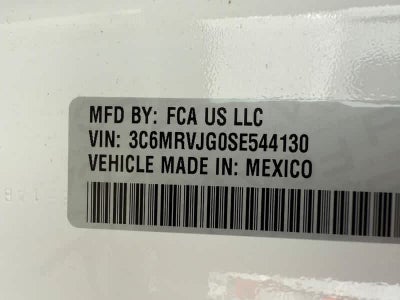 MFD BY: FCA US LLC
VIN: 3C6MRVJG0SE544130
VEHICLE MADE IN: MEXICO